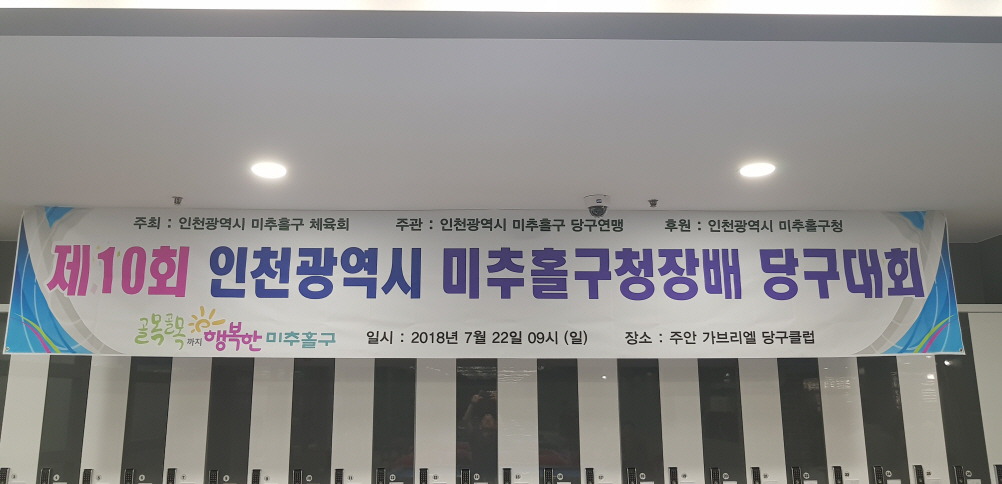 주최 : 인천광역시 미추홀구 체육회 주관 : 인천광역시 미추홀구 당구연맹 후원 : 인천광역시 미추홀구청
제10회 인천광역시 미추홀구청장배 당구대회
골목골목까지 행복한 미추홀구 일시 : 2018년 7월 22일 09시 (일) 장소 : 주안 가브리엘 당구클럽